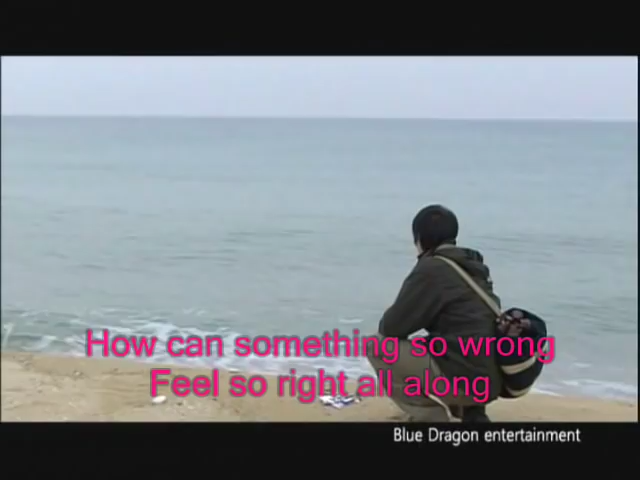 How can something so wrong
Feel so right all along
Blue Dragon entertainment